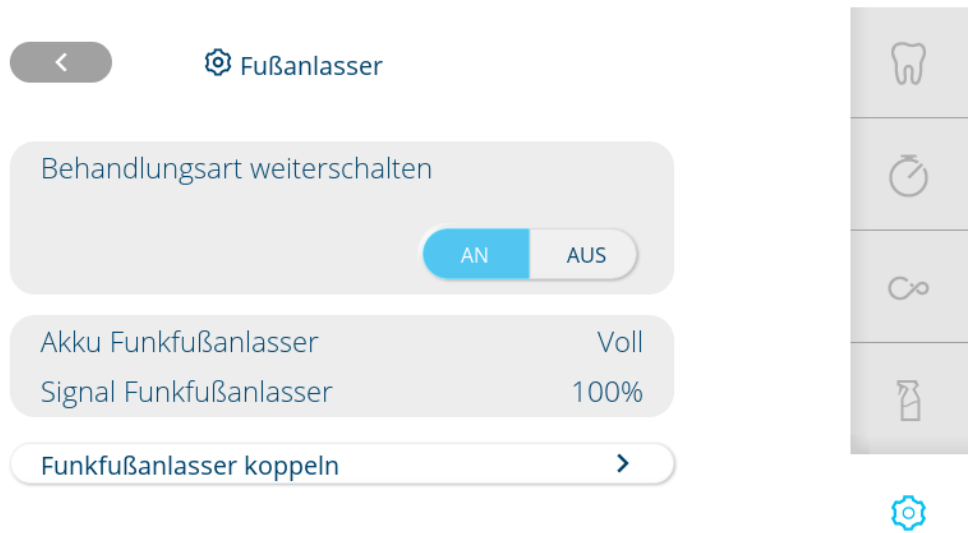 Fußanlasser
Behandlungsart weiterschalten
AN AUS
Akku Funkfußanlasser Voll
Signal Funkfußanlasser 100%
Funkfußanlasser koppeln